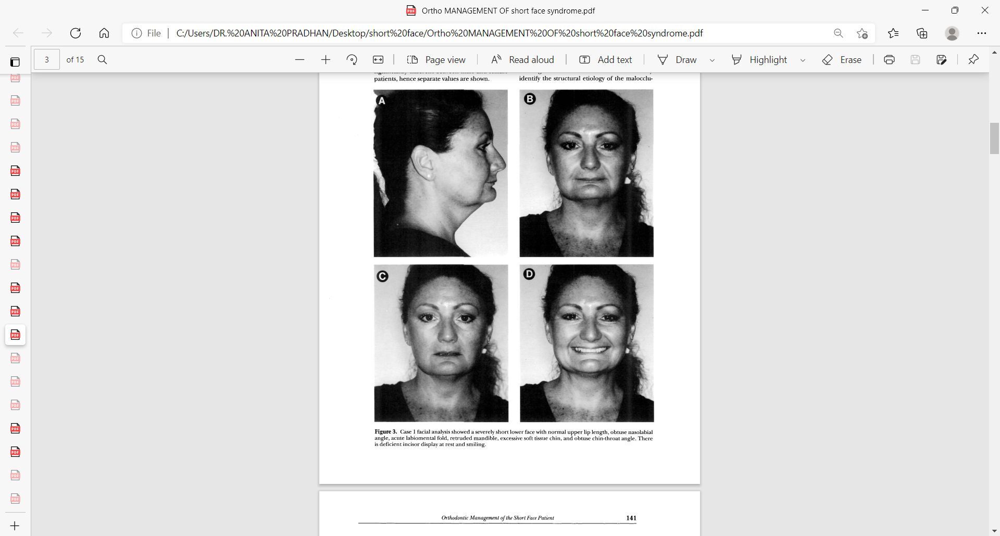 Ortho MANAGEMENT OF short face syndrome.pdf
File
C:/Users/DR.%20ANITA%20PRADHAN/Desktop/short%20face/Ortho%20MANAGEMENT%20OF%20short%20face%20syndrome.pdf
3 of 15
Page view
Read aloud
Add text
Draw
Highlight
Erase
patients, hence separate values are shown.
identify the structural etiology of the malocclu-
A
B
C
D
Figure 3. Case 1 facial analysis showed a severely short lower face with normal upper lip length, obtuse nasolabial
angle, acute labiomental fold, retruded mandible, excessive soft tissue chin, and obtuse chin-throat angle. There
is deficient incisor display at rest and smiling.
Orthodontic Management of the Short Face Patient 141